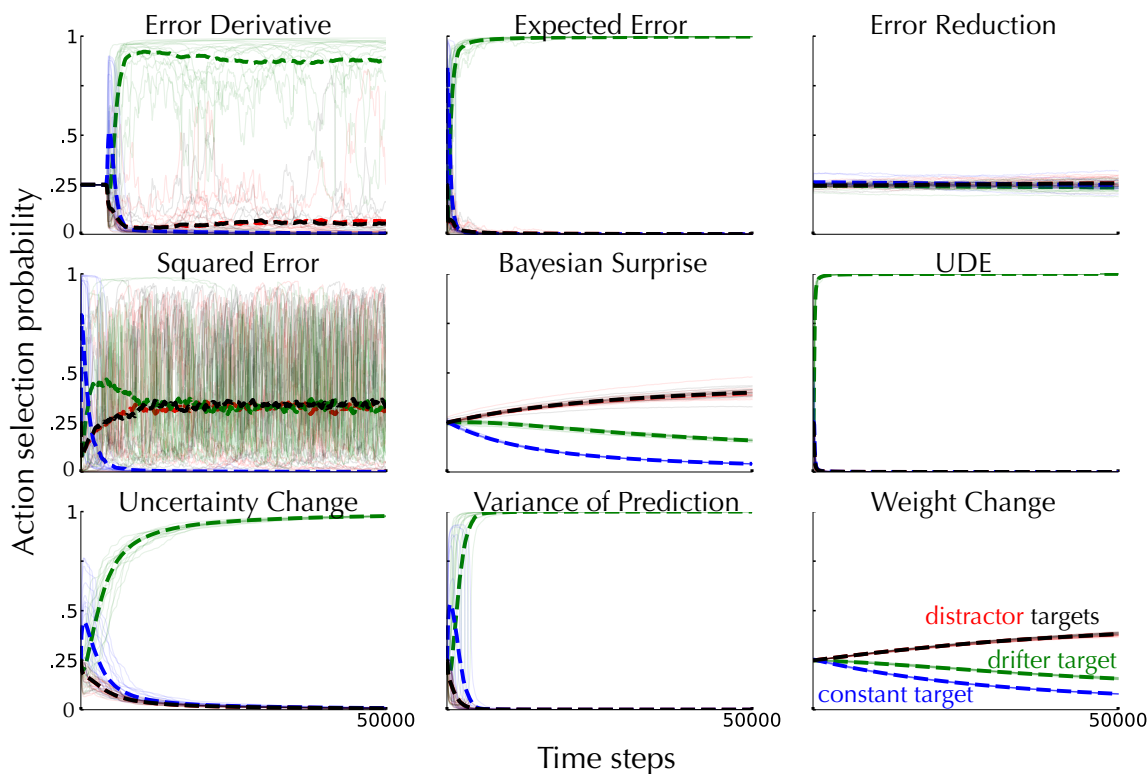 Error Derivative
Expected Error
Error Reduction
1
.5
.25
0
Squared Error
Bayesian Surprise
UDE
1
.5
.25
0
Uncertainty Change
Variance of Prediction
Weight Change
1
.5
.25
0
distractor targets
drifter target
constant target
50000
50000
50000
Action selection probability
Time steps